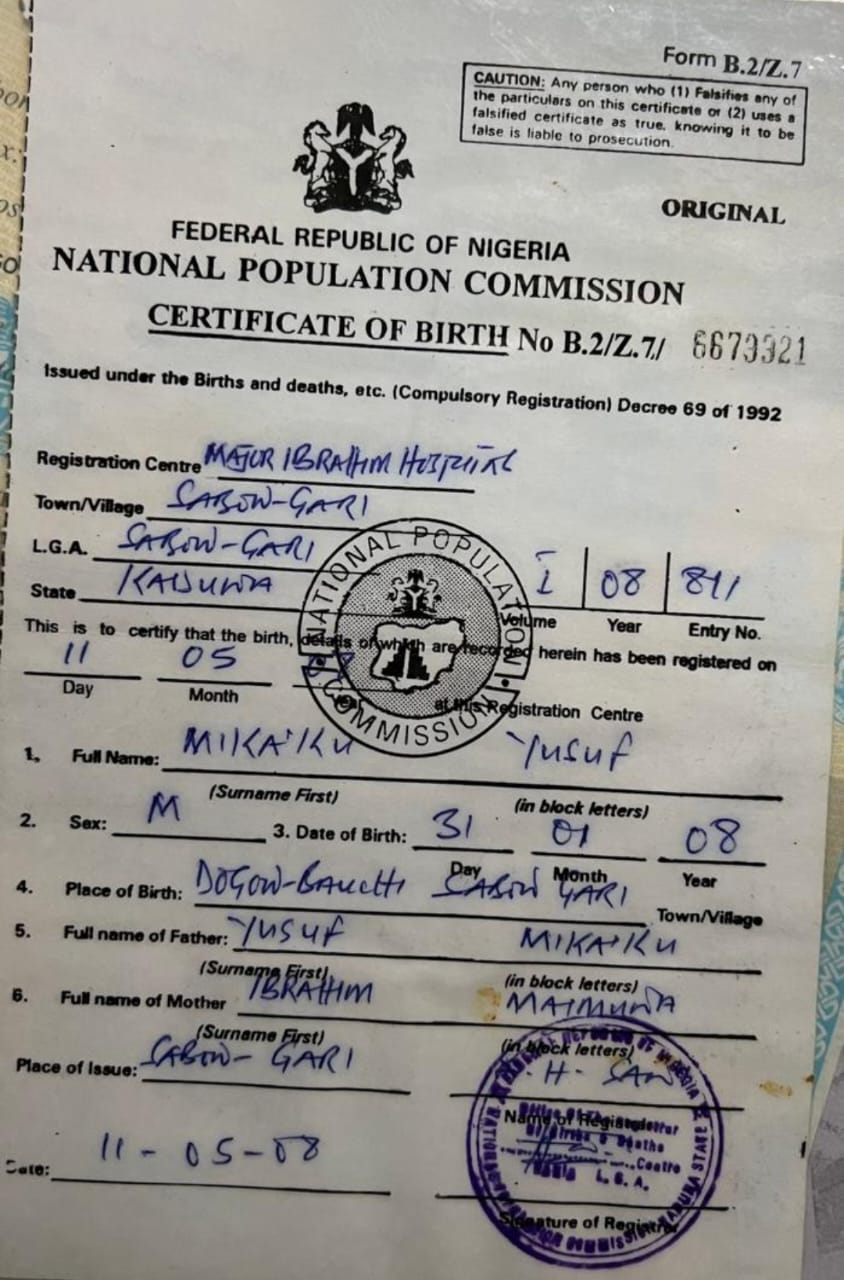 Form B.2/Z.7
CAUTION: Any person who (1) Falsifies any of
the particulars on this certificate or (2) uses a
falsified certificate as true, knowing it to be
false is liable to prosecution.
ORIGINAL
FEDERAL REPUBLIC OF NIGERIA
NATIONAL POPULATION COMMISSION
CERTIFICATE OF BIRTH No B.2/Z.7/ 6673321
Issued under the Births and deaths, etc. (Compulsory Registration) Decree 69 of 1992
Registration Centre MAJOR IBRAHIM HOSPITAL
Town/Village SABOW-GARI
L.G.A. SABOW-GARI
State KADUNA
I 08 841
Volume Year Entry No.
NATIONAL POPULATION COMMISSION
This is to certify that the birth, details of which are recorded herein has been registered on
11 05
Day Month at this Registration Centre
1. Full Name: MIKA'ILU YUSUF
(Surname First) (in block letters)
2. Sex: M 3. Date of Birth: 31 01 08
Day Month Year
4. Place of Birth: DOGOW-BAUCHI SABOW GARI
Town/Village
5. Full name of Father: YUSUF MIKA'ILU
(Surname First) (in block letters)
6. Full name of Mother IBRAHIM MAIMUNA
(Surname First) (in block letters)
Place of Issue: SABOW-GARI H. SANI
Name of Registrar
Date: 11-05-08
Signature of Registrar